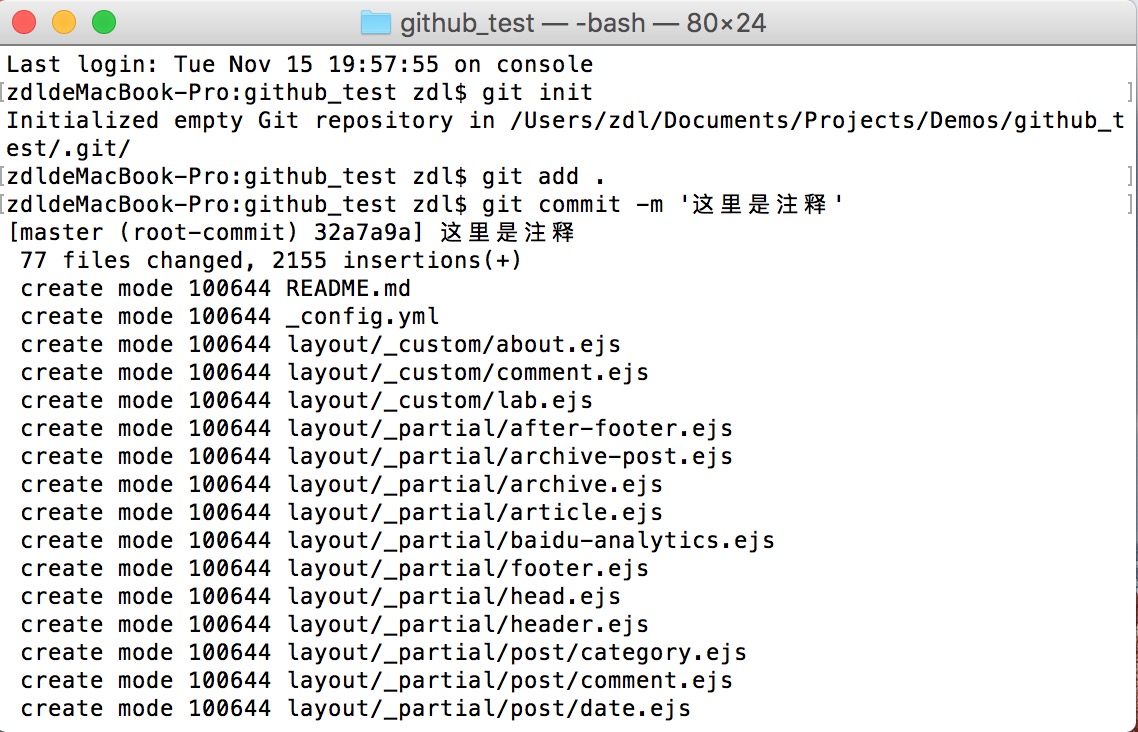 github_test — -bash — 80×24
Last login: Tue Nov 15 19:57:55 on console
[zdldeMacBook-Pro:github_test zdl$ git init ]
Initialized empty Git repository in /Users/zdl/Documents/Projects/Demos/github_t
est/.git/
[zdldeMacBook-Pro:github_test zdl$ git add . ]
[zdldeMacBook-Pro:github_test zdl$ git commit -m '这里是注释' ]
[master (root-commit) 32a7a9a] 这里是注释
 77 files changed, 2155 insertions(+)
 create mode 100644 README.md
 create mode 100644 _config.yml
 create mode 100644 layout/_custom/about.ejs
 create mode 100644 layout/_custom/comment.ejs
 create mode 100644 layout/_custom/lab.ejs
 create mode 100644 layout/_partial/after-footer.ejs
 create mode 100644 layout/_partial/archive-post.ejs
 create mode 100644 layout/_partial/archive.ejs
 create mode 100644 layout/_partial/article.ejs
 create mode 100644 layout/_partial/baidu-analytics.ejs
 create mode 100644 layout/_partial/footer.ejs
 create mode 100644 layout/_partial/head.ejs
 create mode 100644 layout/_partial/header.ejs
 create mode 100644 layout/_partial/post/category.ejs
 create mode 100644 layout/_partial/post/comment.ejs
 create mode 100644 layout/_partial/post/date.ejs